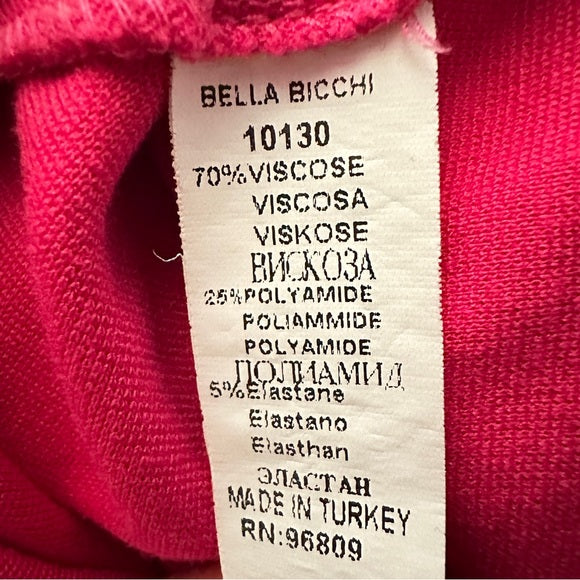 BELLA BICCHI
10130
70%VISCOSE
VISCOSA
VISKOSE
ВИСКОЗА
25%POLYAMIDE
POLIAMMIDE
POLYAMIDE
ПОЛИАМИД
5%Elastane
Elastano
Elasthan
ЭЛАСТАН
MADE IN TURKEY
RN:96809